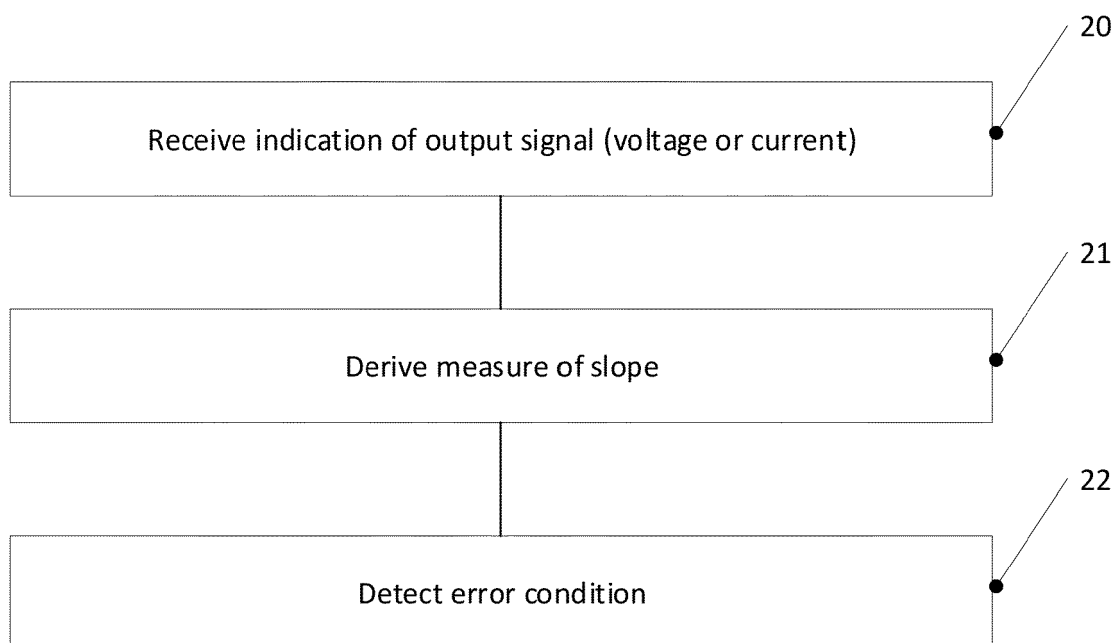 20
Receive indication of output signal (voltage or current)
21
Derive measure of slope
22
Detect error condition